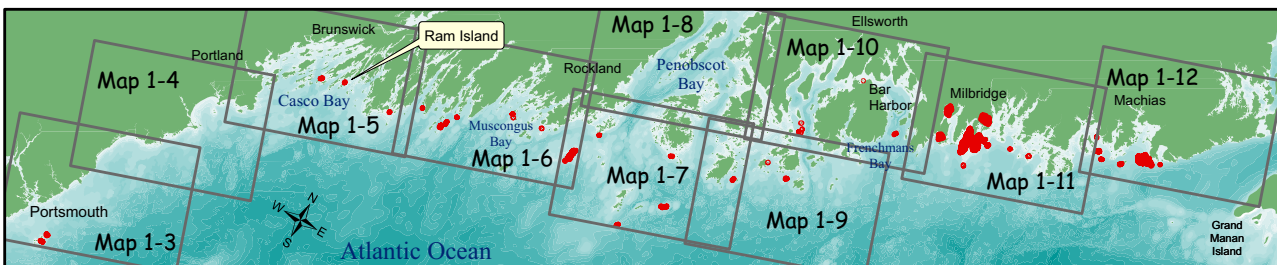 Map 1-8
Ellsworth
Brunswick
Ram Island
Portland
Map 1-10
Map 1-4
Rockland
Penobscot
Bay
Map 1-12
Bar
Harbor
Milbridge
Machias
Casco Bay
Map 1-5
Muscongus
Bay
Map 1-6
Frenchmans
Bay
Map 1-7
Map 1-11
Portsmouth
Map 1-9
Map 1-3
N
W
E
S
Atlantic Ocean
Grand
Manan
Island